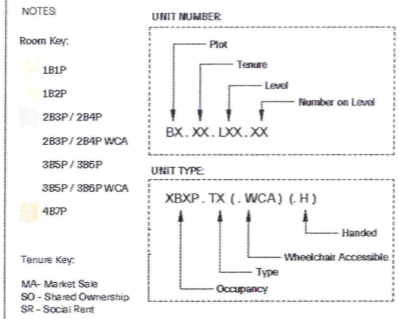 NOTES:
Room Key:
1B1P
1B2P
2B3P / 2B4P
2B3P / 2B4P WCA
3B5P / 3B6P
3B5P / 3B6P WCA
4B7P
Tenure Key:
MA- Market Sale
SO - Shared Ownership
SR - Social Rent
UNIT NUMBER:
Plot
Tenure
Level
Number on Level
BX . XX . LXX . XX
UNIT TYPE:
XBXP . TX ( . WCA) ( . H)
Handed
Wheelchair Accessible
Type
Occupancy